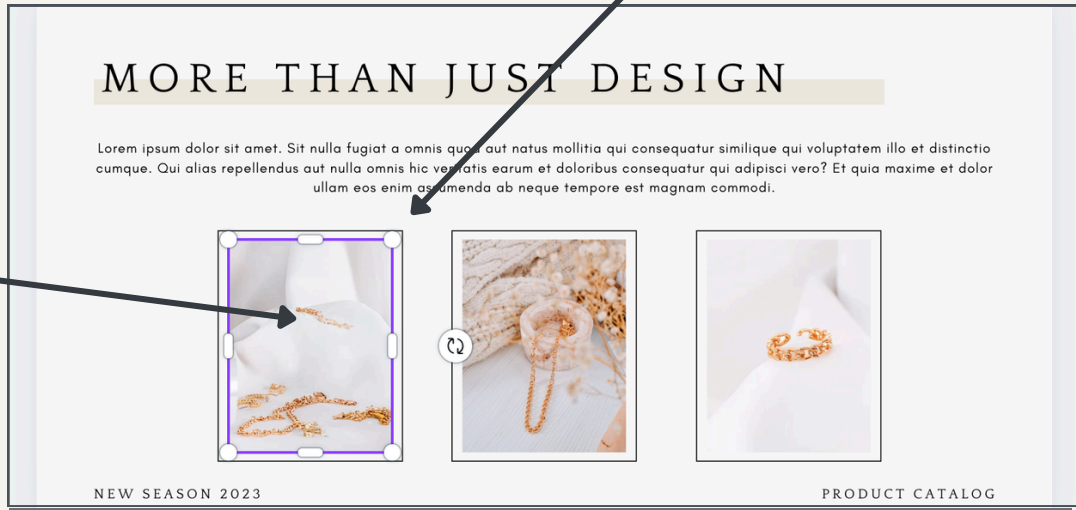 MORE THAN JUST DESIGN
Lorem ipsum dolor sit amet. Sit nulla fugiat a omnis quod aut natus mollitia qui consequatur similique qui voluptatem illo et distinctio
cumque. Qui alias repellendus aut nulla omnis hic veritatis earum et doloribus consequatur qui adipisci vero? Et quia maxime et dolor
ullam eos enim assumenda ab neque tempore est magnam commodi.
NEW SEASON 2023
PRODUCT CATALOG